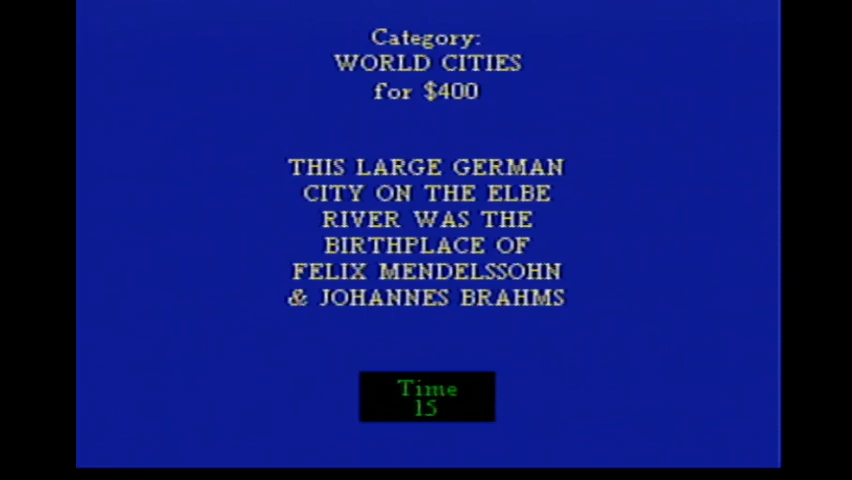 Category:
WORLD CITIES
for $400
THIS LARGE GERMAN
CITY ON THE ELBE
RIVER WAS THE
BIRTHPLACE OF
FELIX MENDELSSOHN
& JOHANNES BRAHMS
Time
15